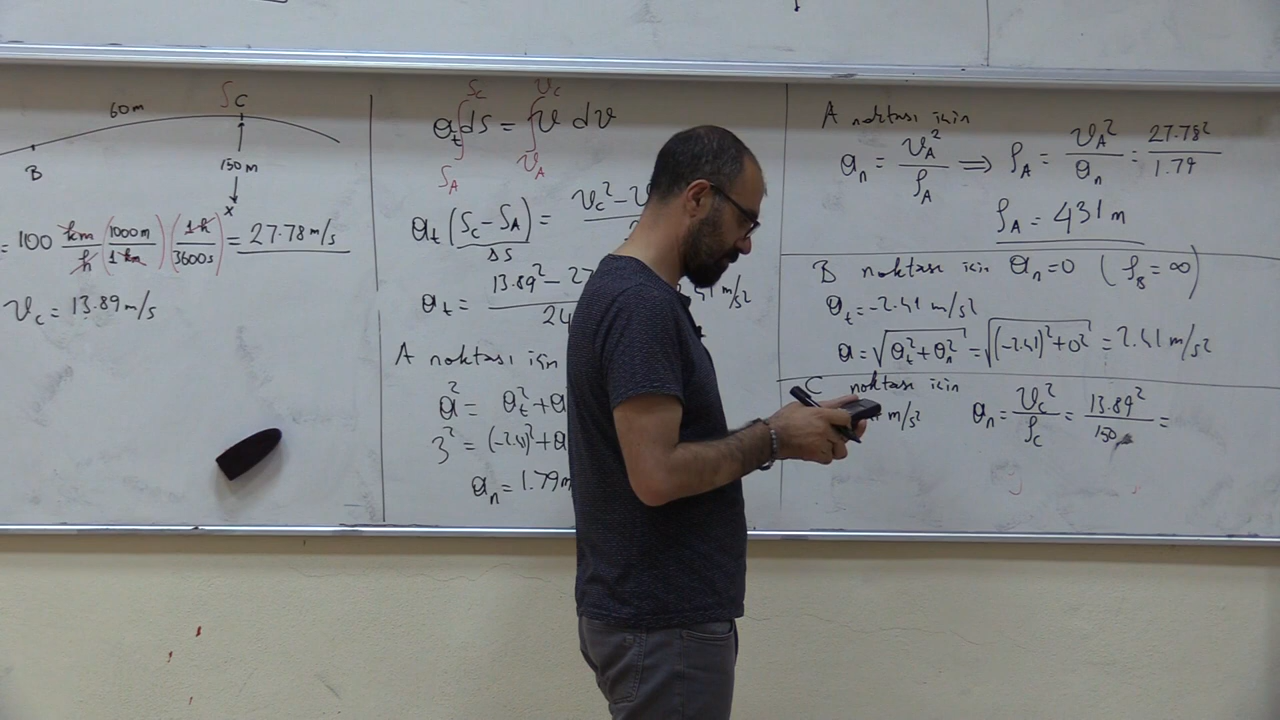 60m
C
B
150 m
x
= 100 km/h (1000m/1km) (1h/3600s) = 27.78 m/s
v_C = 13.89 m/s
∫_{S_A}^{S_C} a_t ds = ∫_{v_A}^{v_C} v dv
a_t (S_C - S_A) =
Δs
a_t = 13.89² - 27
A noktası için
a² = a_t² + a
3² = (-2.41)² + a
a_n = 1.79 m
A noktası için
a_n = v_A²/ρ_A ⟹ ρ_A = v_A²/a_n = 27.78²/1.79
ρ_A = 431 m
B noktası için a_n = 0 (ρ_B = ∞)
a_t = -2.41 m/s²
a = √(a_t² + a_n²) = √((-2.41)² + 0²) = 2.41 m/s²
C noktası için
m/s² a_n = v_C²/ρ_C = 13.89²/150 =